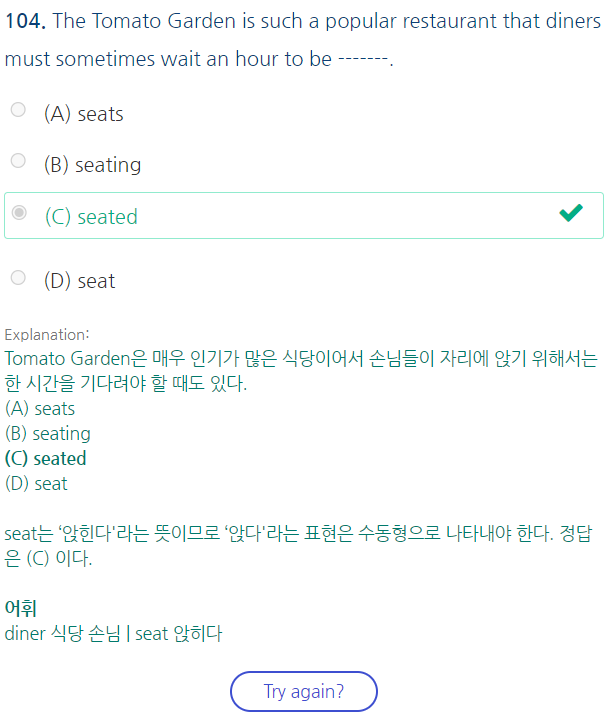 104. The Tomato Garden is such a popular restaurant that diners
must sometimes wait an hour to be -------.
(A) seats
(B) seating
(C) seated
(D) seat
Explanation:
Tomato Garden은 매우 인기가 많은 식당이어서 손님들이 자리에 앉기 위해서는
한 시간을 기다려야 할 때도 있다.
(A) seats
(B) seating
(C) seated
(D) seat
seat는 ‘앉힌다'라는 뜻이므로 ‘앉다'라는 표현은 수동형으로 나타내야 한다. 정답
은 (C) 이다.
어휘
diner 식당 손님 | seat 앉히다
Try again?